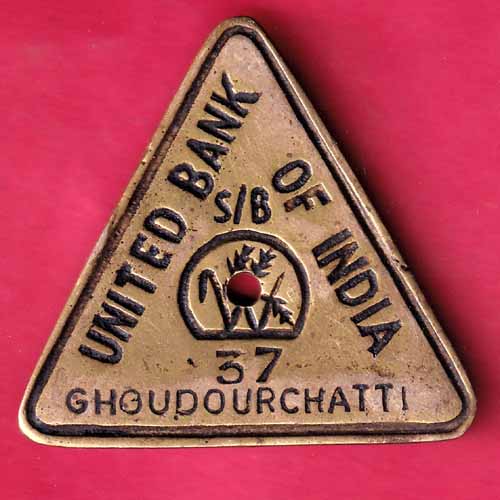 UNITED BANK
OF INDIA
S/B
37
GHOUDOURCHATTI